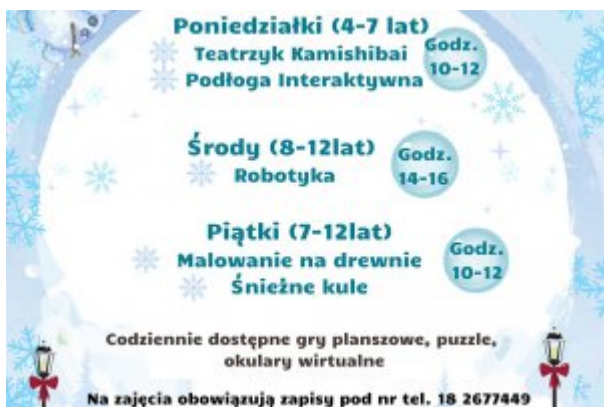 Poniedziałki (4-7 lat)
Teatrzyk Kamishibai
Podłoga Interaktywna
Godz.
10-12
Środy (8-12lat)
Robotyka
Godz.
14-16
Piątki (7-12lat)
Malowanie na drewnie
Śnieżne kule
Godz.
10-12
Codziennie dostępne gry planszowe, puzzle,
okulary wirtualne
Na zajęcia obowiązują zapisy pod nr tel. 18 2677449